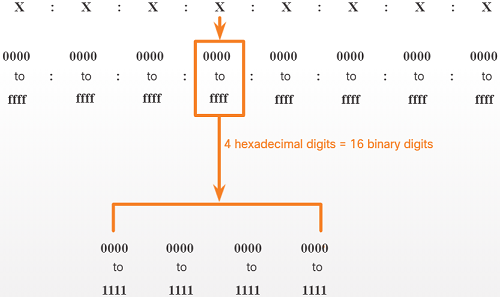 X : X : X : X : X : X : X : X
0000 0000 0000 0000 0000 0000 0000 0000
to : to : to : to : to : to : to : to
ffff ffff ffff ffff ffff ffff ffff ffff
4 hexadecimal digits = 16 binary digits
0000 0000 0000 0000
to to to to
1111 1111 1111 1111